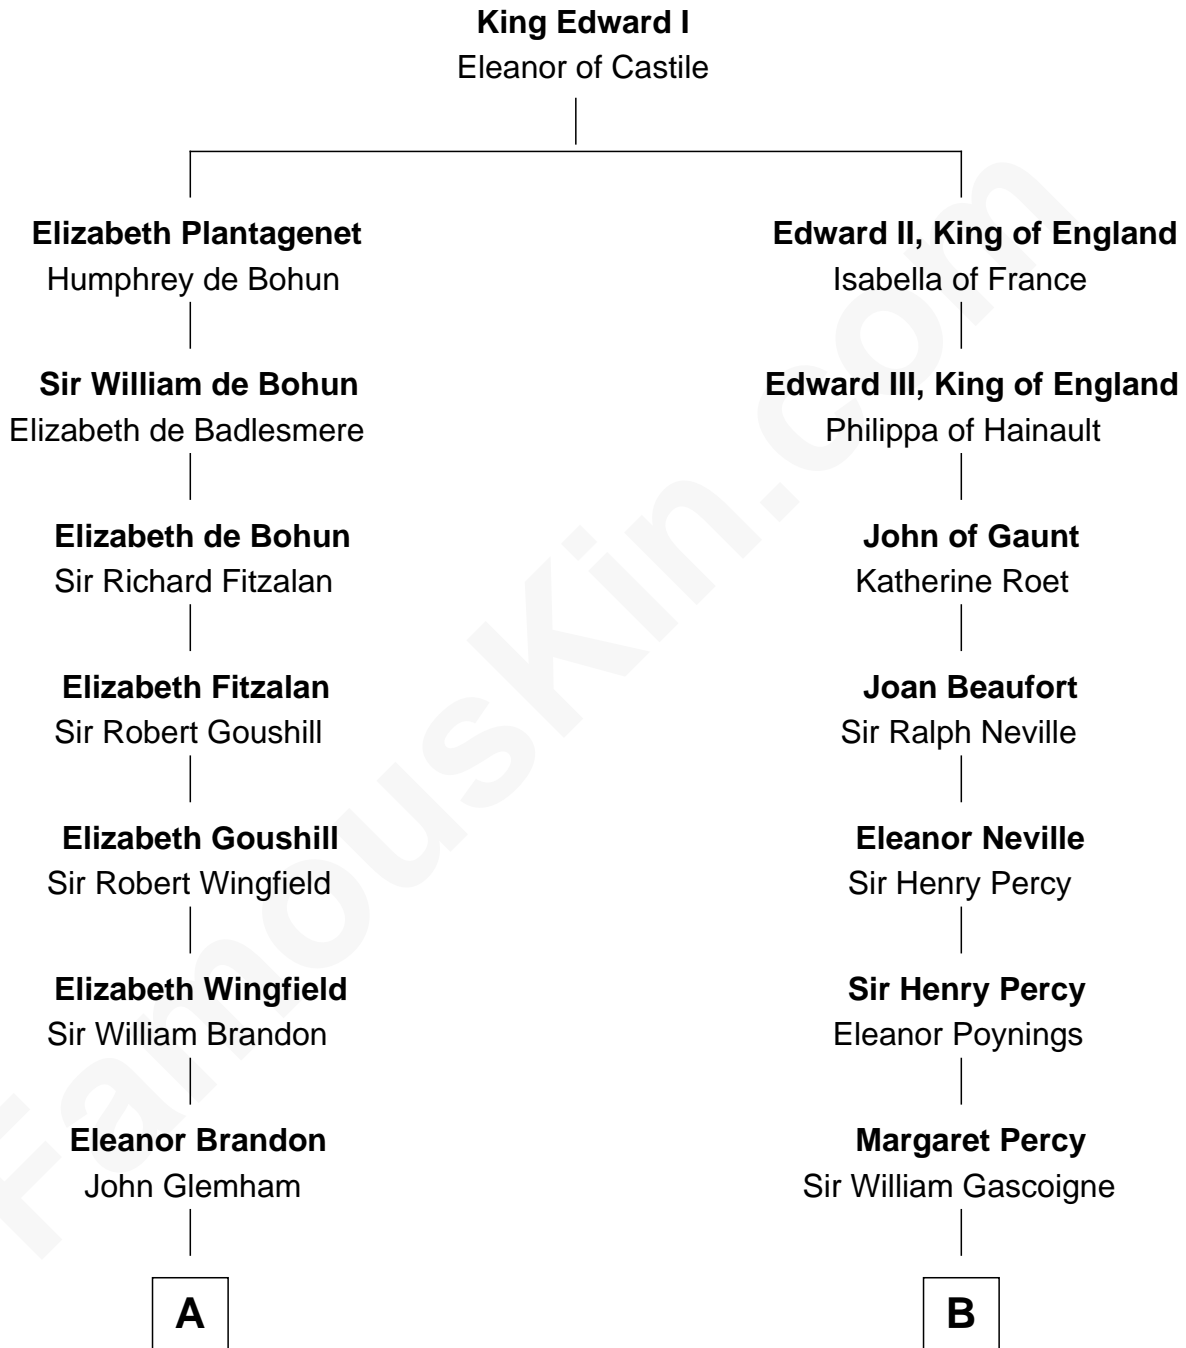 King Edward I
Eleanor of Castile
Elizabeth Plantagenet
Humphrey de Bohun
Edward II, King of England
Isabella of France
Sir William de Bohun
Elizabeth de Badlesmere
Edward III, King of England
Philippa of Hainault
Elizabeth de Bohun
Sir Richard Fitzalan
John of Gaunt
Katherine Roet
Elizabeth Fitzalan
Sir Robert Goushill
Joan Beaufort
Sir Ralph Neville
Elizabeth Goushill
Sir Robert Wingfield
Eleanor Neville
Sir Henry Percy
Elizabeth Wingfield
Sir William Brandon
Sir Henry Percy
Eleanor Poynings
Eleanor Brandon
John Glemham
Margaret Percy
Sir William Gascoigne
A
B
FamousKin.com